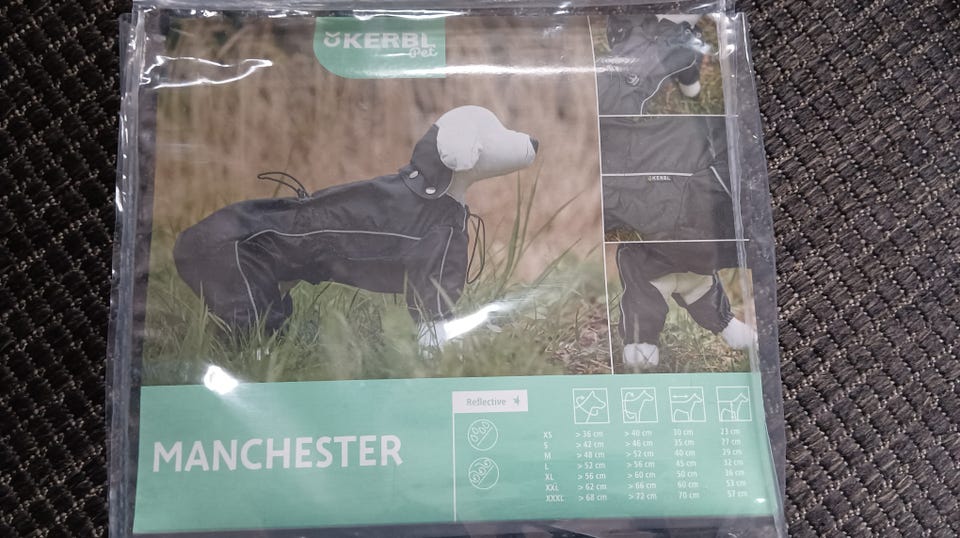 KERBL
Pet
KERBL
Reflective
MANCHESTER
XS > 36 cm > 40 cm 30 cm 23 cm
S > 42 cm > 46 cm 35 cm 27 cm
M > 48 cm > 52 cm 40 cm 29 cm
L > 52 cm > 56 cm 45 cm 32 cm
XL > 56 cm > 60 cm 50 cm 36 cm
XXL > 62 cm > 66 cm 60 cm 53 cm
XXXL > 68 cm > 72 cm 70 cm 57 cm